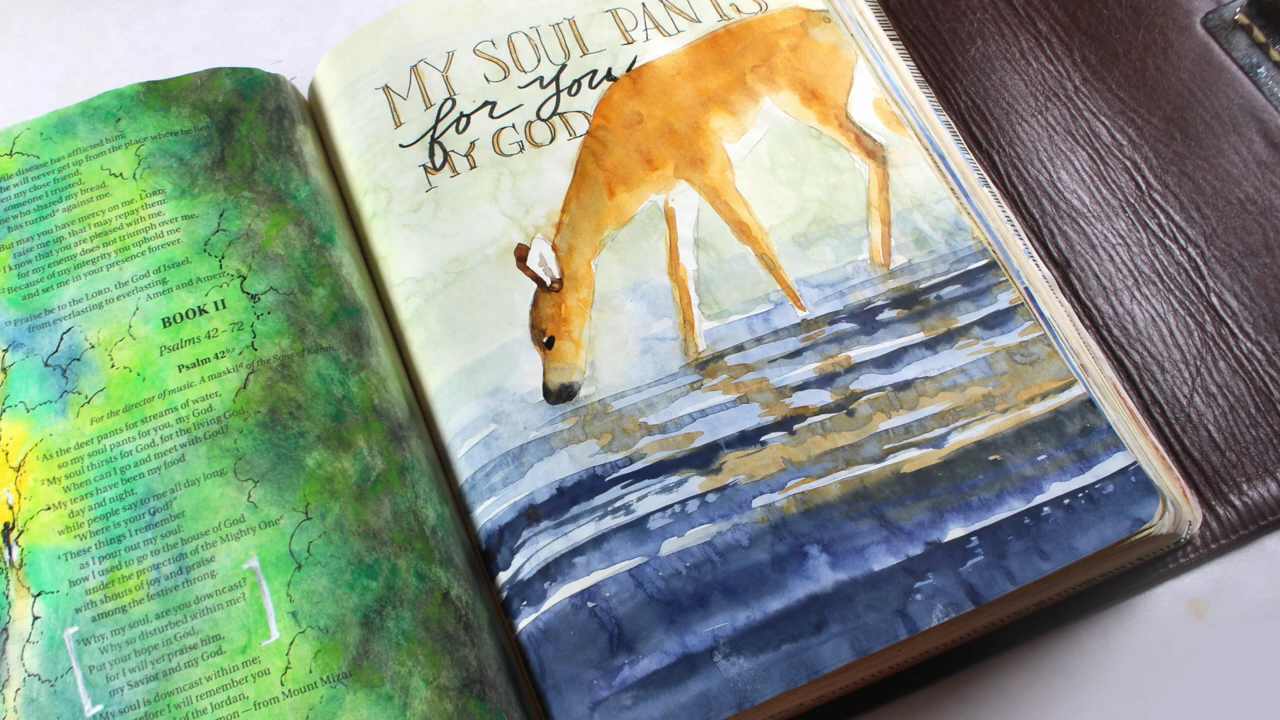 vile disease has afflicted him;
he will never get up from the place where he lies
en my close friend,
someone I trusted,
e who shared my bread,
has turned against me.
But may you have mercy on me, LORD;
raise me up, that I may repay them.
I know that you are pleased with me,
for my enemy does not triumph over me.
Because of my integrity you uphold me
and set me in your presence forever.
Praise be to the LORD, the God of Israel,
from everlasting to everlasting.
Amen and Amen.
BOOK II
Psalms 42–72
Psalm 42
For the director of music. A maskil of the Sons of Korah.
1 As the deer pants for streams of water,
so my soul pants for you, my God.
2 My soul thirsts for God, for the living God.
When can I go and meet with God?
3 My tears have been my food
day and night,
while people say to me all day long,
"Where is your God?"
4 These things I remember
as I pour out my soul:
how I used to go to the house of God
under the protection of the Mighty One
with shouts of joy and praise
among the festive throng.
5 Why, my soul, are you downcast?
Why so disturbed within me?
Put your hope in God,
for I will yet praise him,
my Savior and my God.
My soul is downcast within me;
therefore I will remember you
of the Jordan,
mon — from Mount Mizar.
MY SOUL PANTS
for you
MY GOD